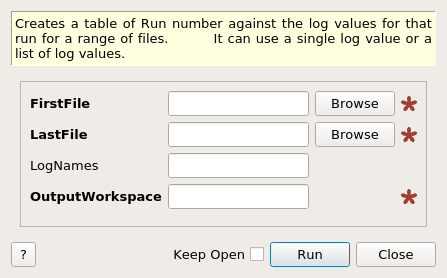 Creates a table of Run number against the log values for that
run for a range of files. It can use a single log value or a
list of log values.
FirstFile Browse
LastFile Browse
LogNames
OutputWorkspace
? Keep Open Run Close